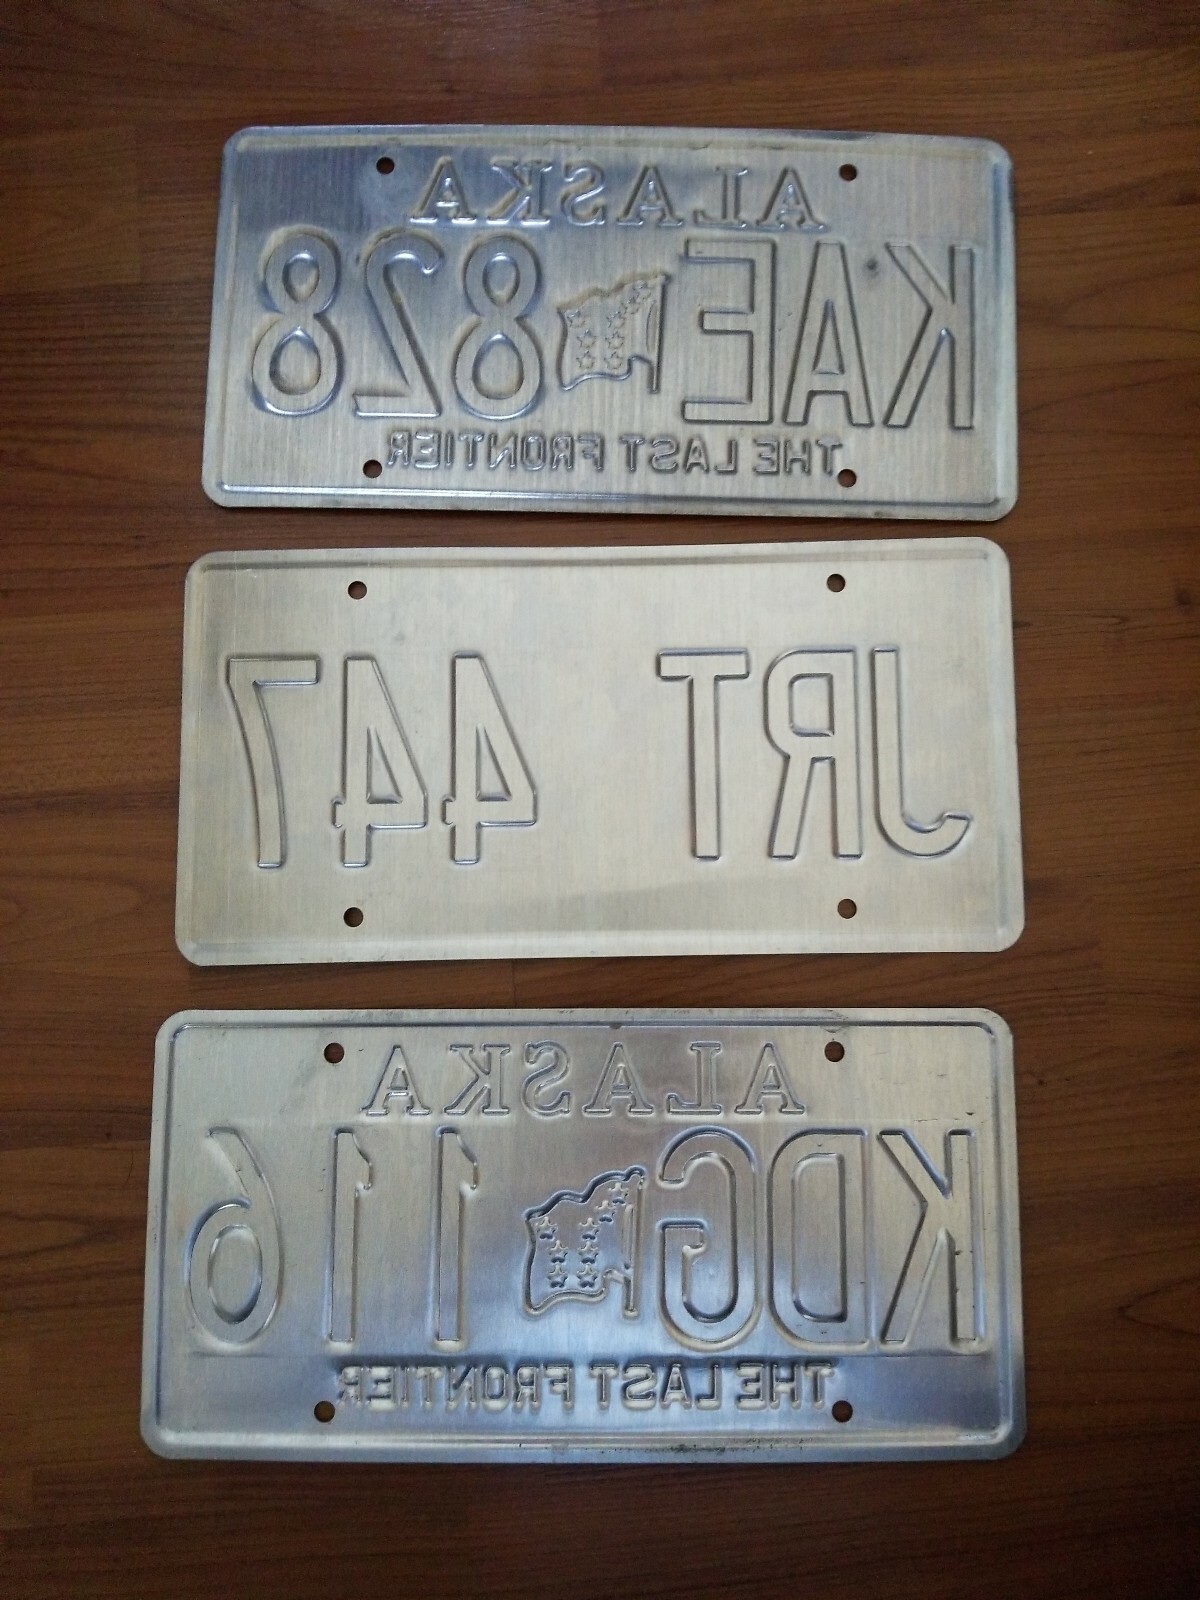 ALASKA
KAE 828
THE LAST FRONTIER
JRT 447
ALASKA
KDG 116
THE LAST FRONTIER